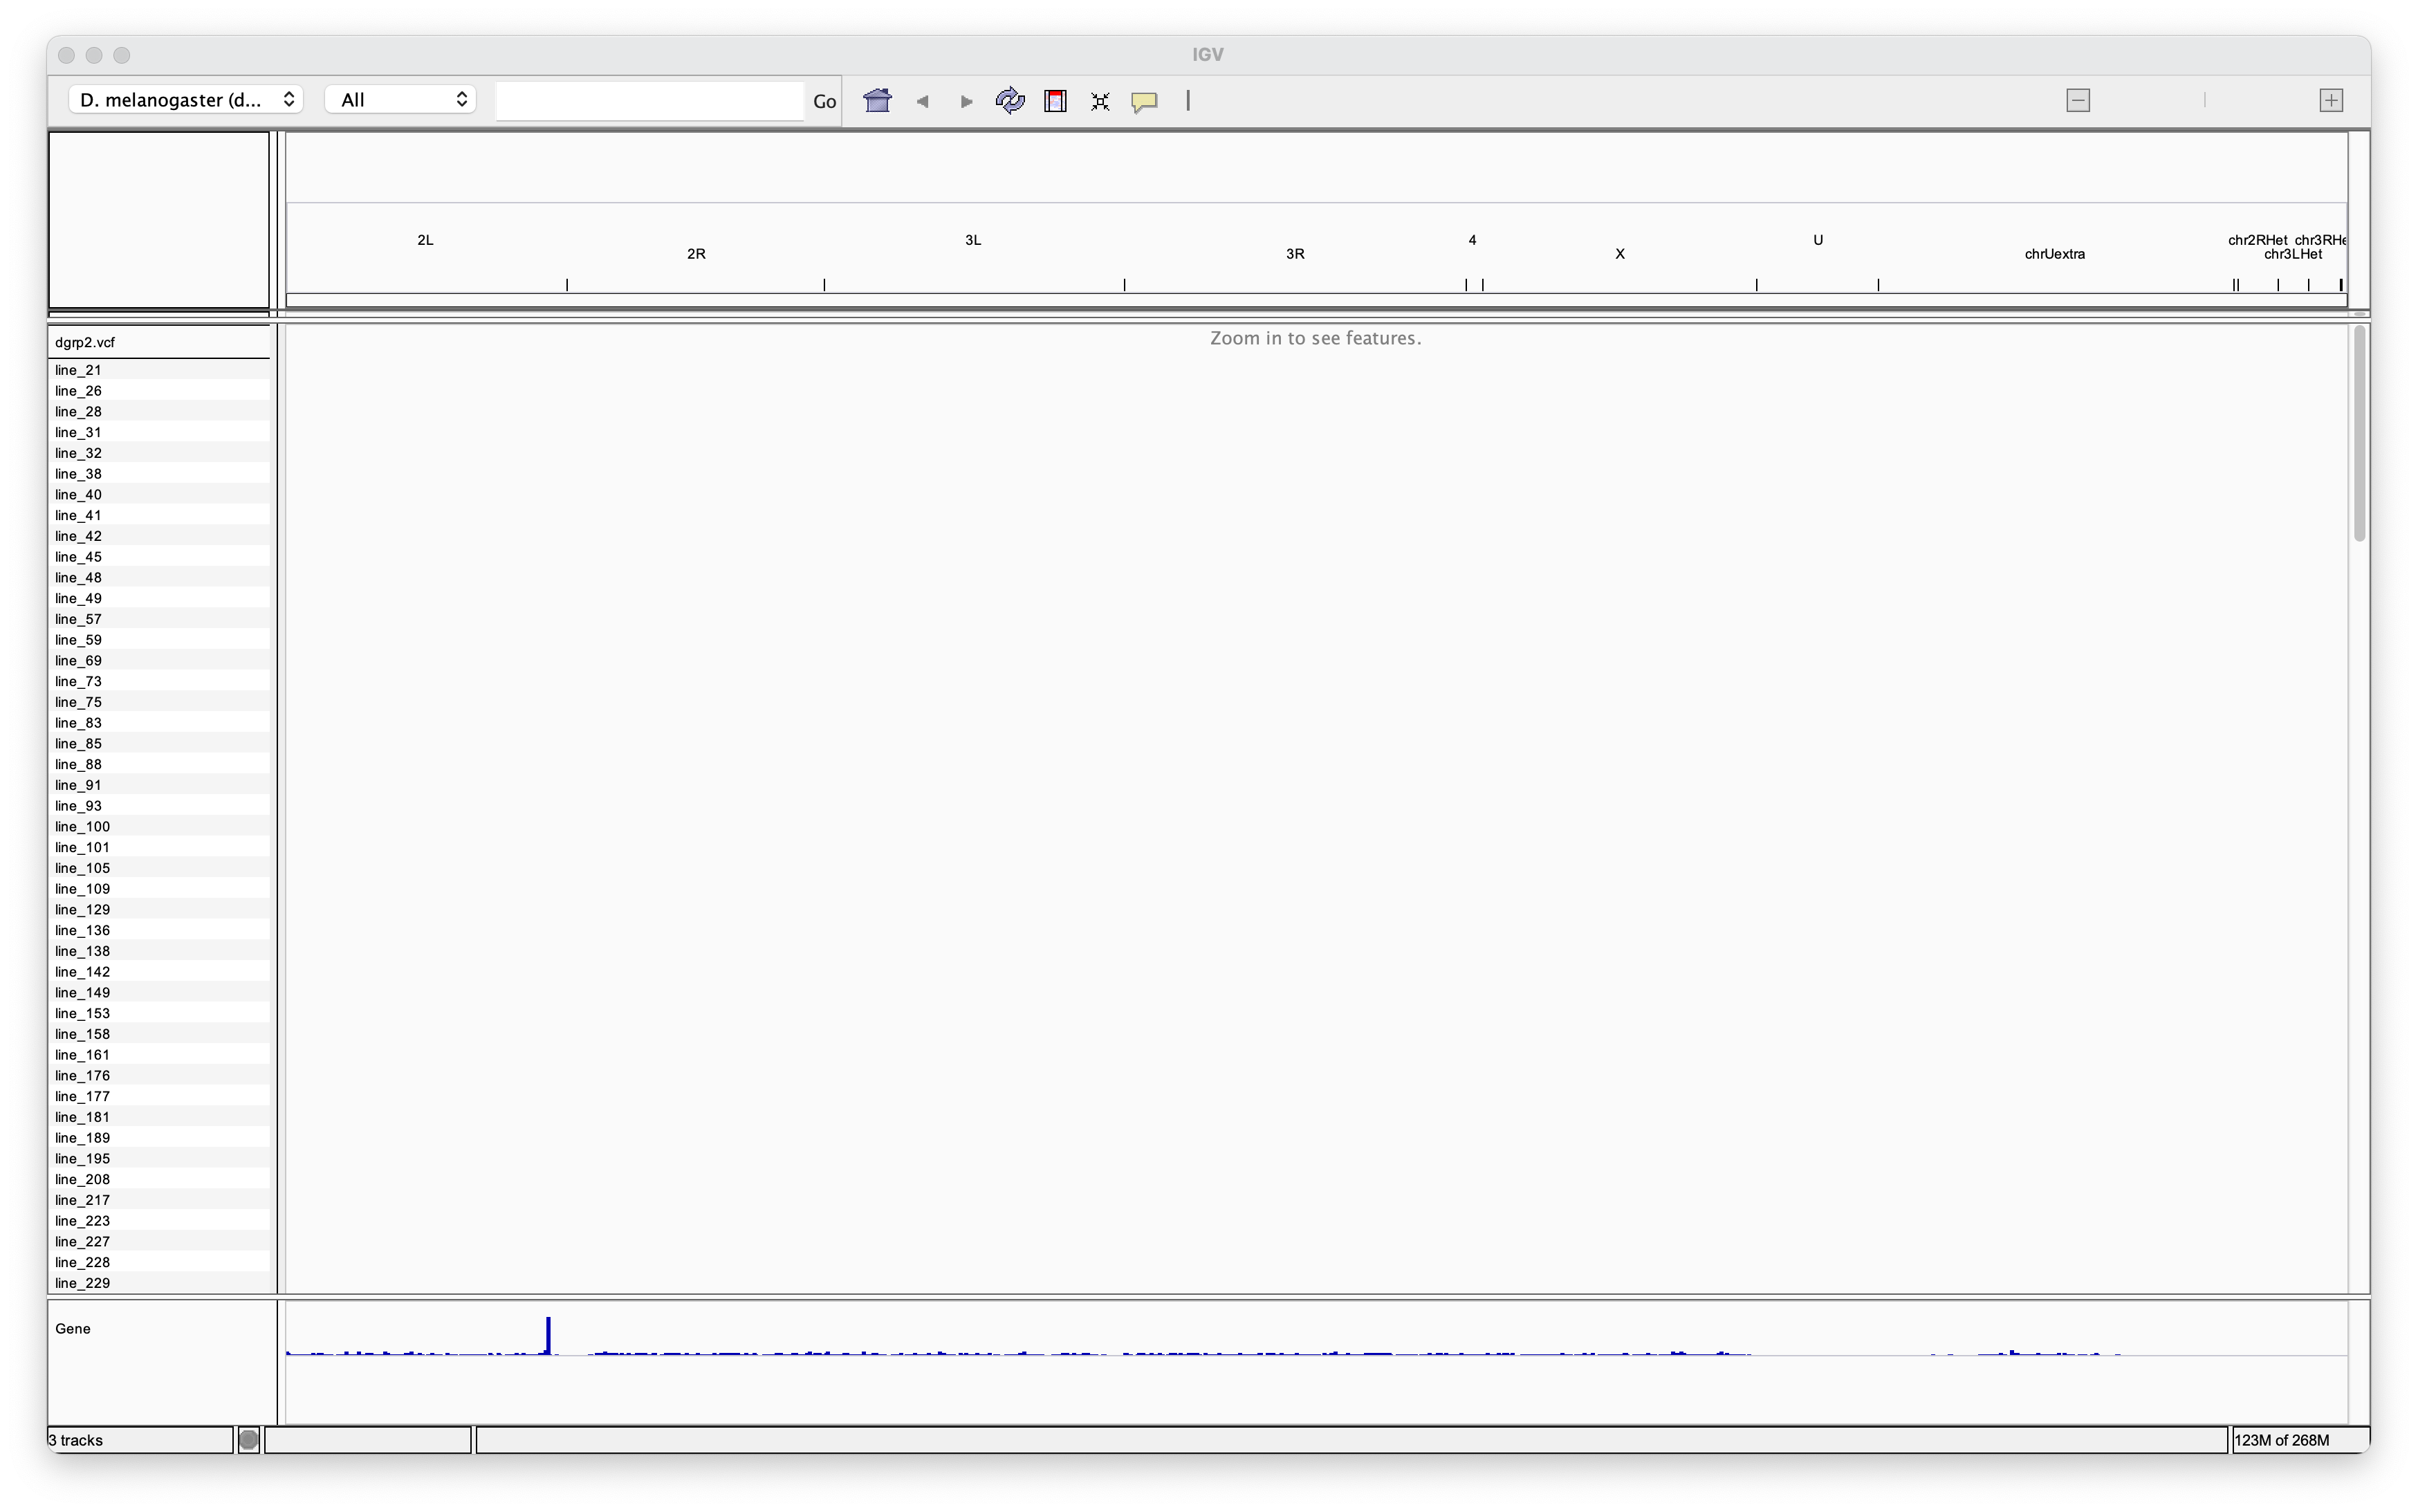 IGV
D. melanogaster (d...
All
Go
2L
3L
4
U
chr2RHet chr3RHe
2R
3R
X
chrUextra
chr3LHet
dgrp2.vcf
Zoom in to see features.
line_21
line_26
line_28
line_31
line_32
line_38
line_40
line_41
line_42
line_45
line_48
line_49
line_57
line_59
line_69
line_73
line_75
line_83
line_85
line_88
line_91
line_93
line_100
line_101
line_105
line_109
line_129
line_136
line_138
line_142
line_149
line_153
line_158
line_161
line_176
line_177
line_181
line_189
line_195
line_208
line_217
line_223
line_227
line_228
line_229
Gene
3 tracks
123M of 268M